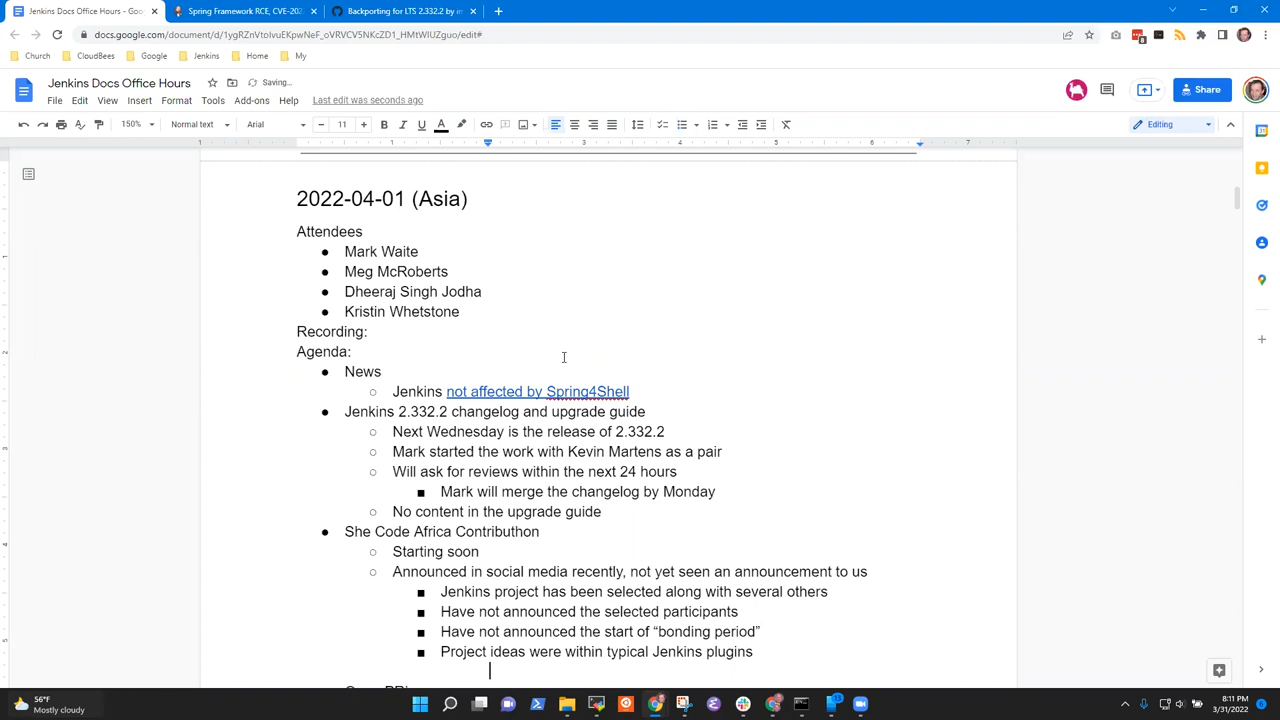 Jenkins Docs Office Hours - Goo
Spring Framework RCE, CVE-2022
Backporting for LTS 2.332.2 by m
docs.google.com/document/d/1ygRZnVtoIvuEKpwNeF_oVRVCV5NKcZD1_HMtWIUZguo/edit#
Church
CloudBees
Google
Jenkins
Home
My
Jenkins Docs Office Hours
Saving...
File Edit View Insert Format Tools Add-ons Help Last edit was seconds ago
Share
150% Normal text Arial 11
Editing
2022-04-01 (Asia)
Attendees
● Mark Waite
● Meg McRoberts
● Dheeraj Singh Jodha
● Kristin Whetstone
Recording:
Agenda:
● News
○ Jenkins not affected by Spring4Shell
● Jenkins 2.332.2 changelog and upgrade guide
○ Next Wednesday is the release of 2.332.2
○ Mark started the work with Kevin Martens as a pair
○ Will ask for reviews within the next 24 hours
■ Mark will merge the changelog by Monday
○ No content in the upgrade guide
● She Code Africa Contributhon
○ Starting soon
○ Announced in social media recently, not yet seen an announcement to us
■ Jenkins project has been selected along with several others
■ Have not announced the selected participants
■ Have not announced the start of “bonding period”
■ Project ideas were within typical Jenkins plugins
56°F
Mostly cloudy
8:11 PM
3/31/2022